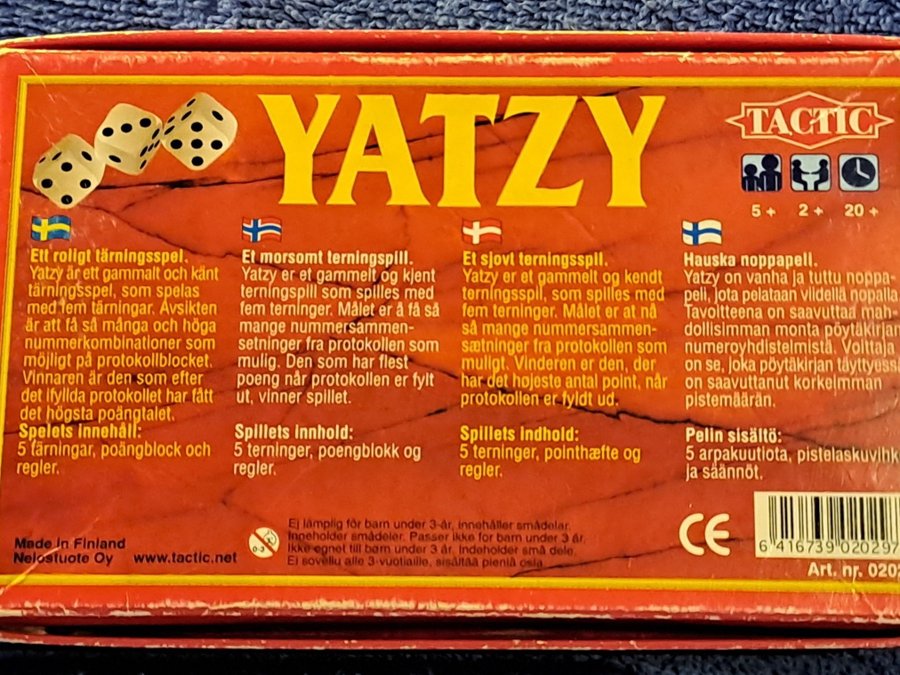 YATZY
TACTIC
5+ 2+ 20+
Ett roligt tärningsspel.
Yatzy är ett gammalt och känt
tärningsspel, som spelas
med fem tärningar. Avsikten
är att få så många och höga
nummerkombinationer som
möjligt på protokollblocket.
Vinnaren är den som efter
det ifyllda protokollet har fått
det högsta poängtalet.
Spelets innehåll:
5 tärningar, poängblock och
regler.
Et morsomt terningspill.
Yatzy er et gammelt og kjent
terningspill som spilles med
fem terninger. Målet er å få så
mange nummersammen-
setninger fra protokollen som
mulig. Den som har flest
poeng når protokollen er fylt
ut, vinner spillet.
Spillets innhold:
5 terninger, poengblokk og
regler.
Et sjovt terningsspil.
Yatzy er et gammelt og kendt
terningsspil, som spilles med
fem terninger. Målet er at nå
så mange nummersammen-
sætninger fra protokollen som
muligt. Vinderen er den, der
har det højeste antal point, når
protokollen er fyldt ud.
Spillets indhold:
5 terninger, pointhæfte og
regler.
Hauska noppapeli.
Yatzy on vanha ja tuttu noppa-
peli, jota pelataan viidellä nopalla.
Tavoitteena on saavuttaa mah-
dollisimman monta pöytäkirjan
numeroyhdistelmistä. Voittaja
on se, joka pöytäkirjan täytyessä
on saavuttanut korkeimman
pistemäärän.
Pelin sisältö:
5 arpakuutiota, pistelaskuvihk
ja säännöt.
Made in Finland
Nelostuote Oy www.tactic.net
0-3
Ej lämplig för barn under 3-år, innehåller smådelar.
Inneholder smådeler. Passer ikke for barn under 3 år.
Ikke egnet til børn under 3 år. Indeholder små dele.
Ei sovellu alle 3-vuotiaille, sisältää pieniä osia.
CE
6 416739 020297
Art. nr. 0202